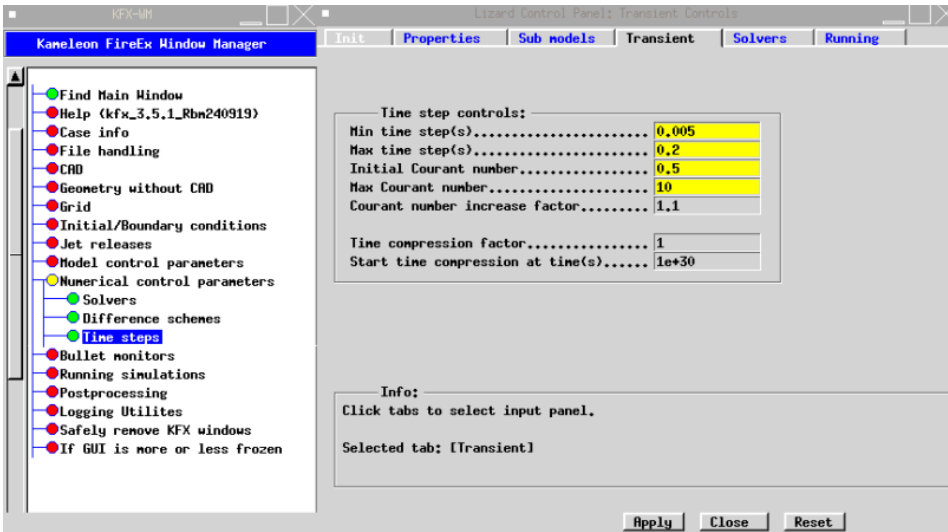 KFX-WM
Kameleon FireEx Window Manager
Find Main Window
Help (kfx_3.5.1_Rbm240919)
Case info
File handling
CAD
Geometry without CAD
Grid
Initial/Boundary conditions
Jet releases
Model control parameters
Numerical control parameters
Solvers
Difference schemes
Time steps
Bullet monitors
Running simulations
Postprocessing
Logging Utilites
Safely remove KFX windows
If GUI is more or less frozen
Lizard Control Panel: Transient Controls
Init Properties Sub models Transient Solvers Running
Time step controls:
Min time step(s)...................... 0.005
Max time step(s)...................... 0.2
Initial Courant number................ 0.5
Max Courant number.................... 10
Courant number increase factor......... 1.1
Time compression factor................ 1
Start time compression at time(s)...... 1e+30
Info:
Click tabs to select input panel.
Selected tab: [Transient]
Apply Close Reset